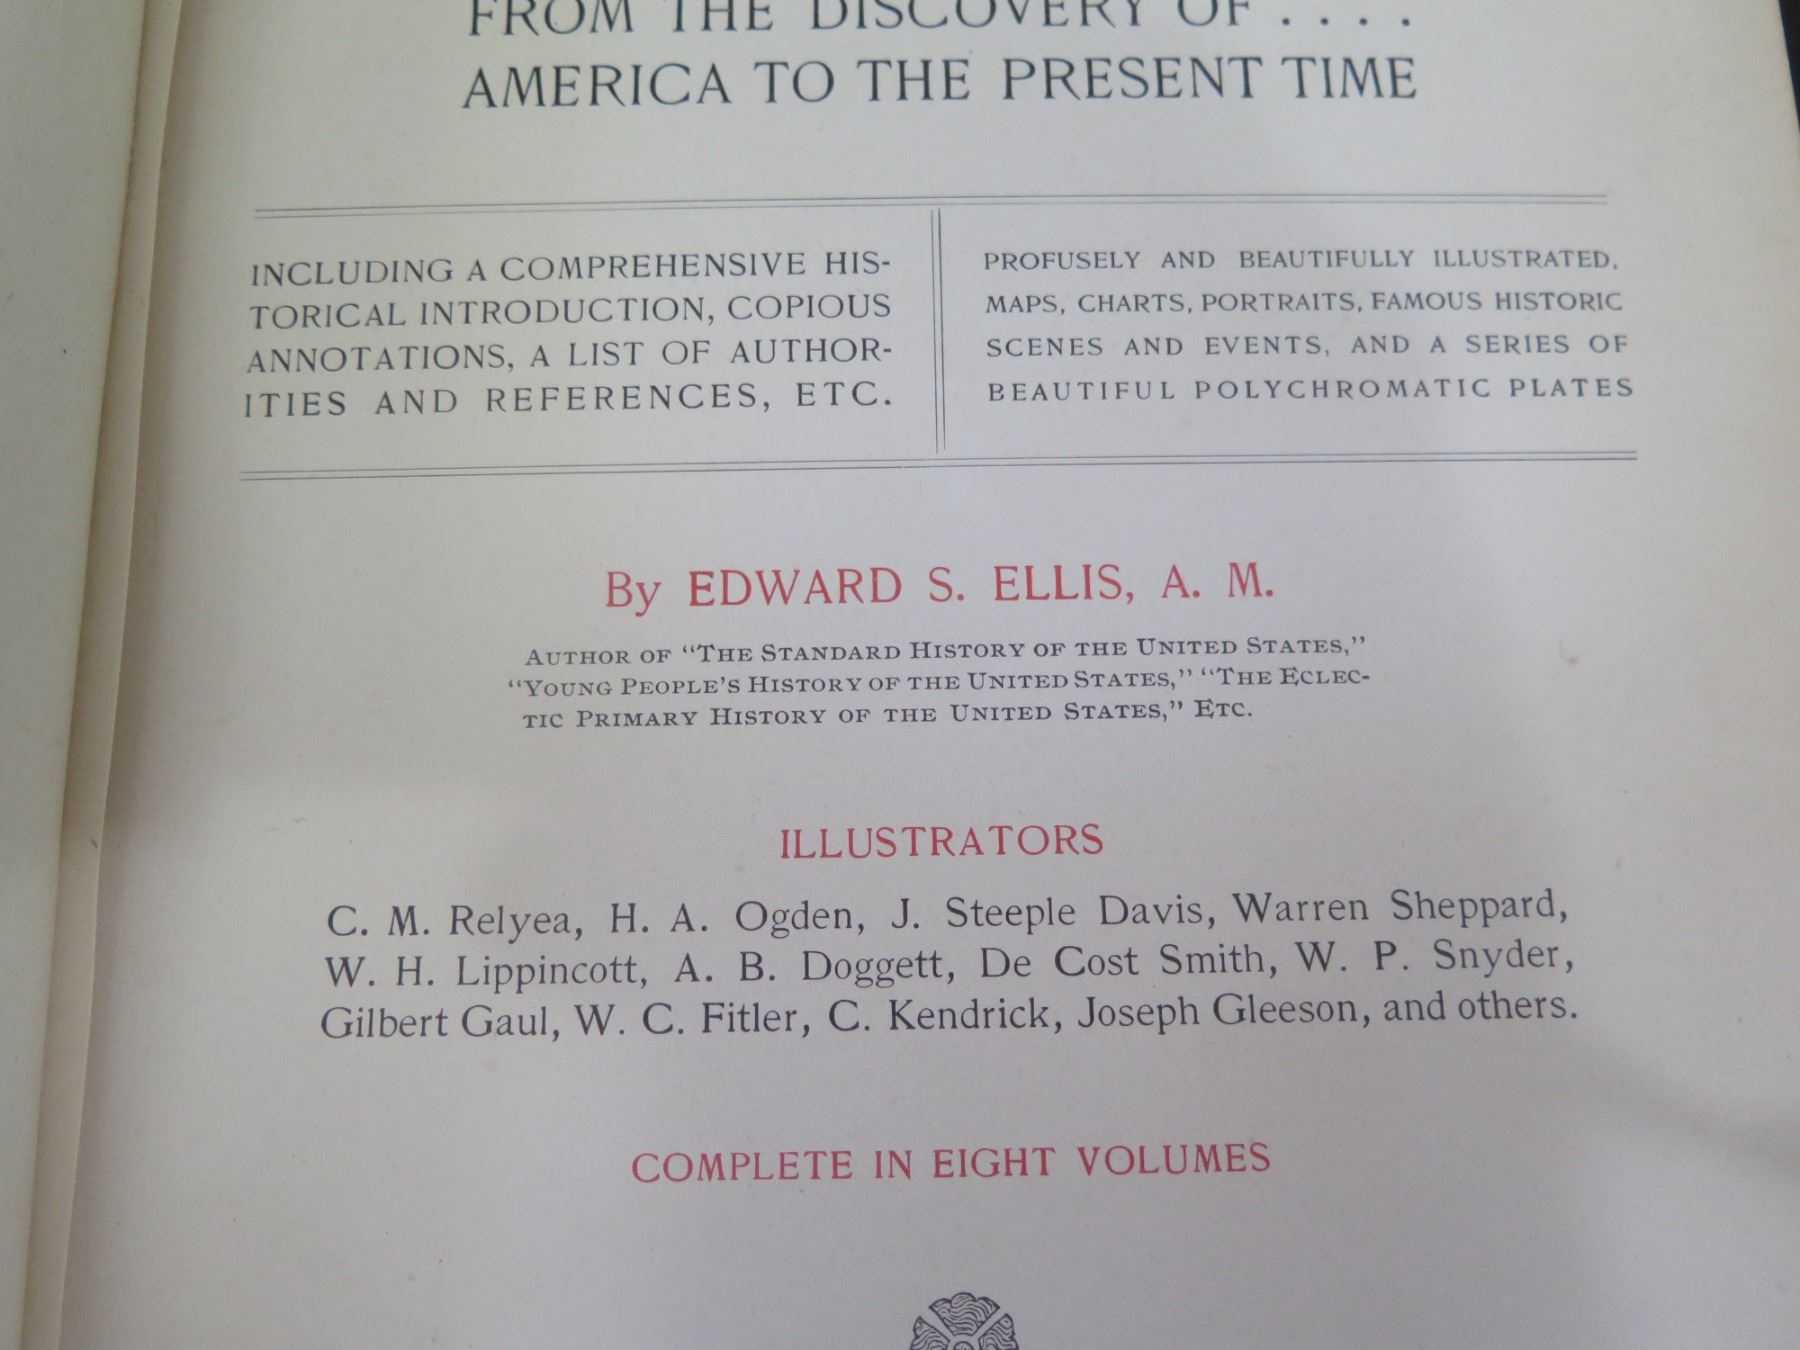 FROM THE DISCOVERY OF . . . .
AMERICA TO THE PRESENT TIME
INCLUDING A COMPREHENSIVE HIS-
TORICAL INTRODUCTION, COPIOUS
ANNOTATIONS, A LIST OF AUTHOR-
ITIES AND REFERENCES, ETC.
PROFUSELY AND BEAUTIFULLY ILLUSTRATED,
MAPS, CHARTS, PORTRAITS, FAMOUS HISTORIC
SCENES AND EVENTS, AND A SERIES OF
BEAUTIFUL POLYCHROMATIC PLATES
By EDWARD S. ELLIS, A. M.
AUTHOR OF "THE STANDARD HISTORY OF THE UNITED STATES,"
"YOUNG PEOPLE'S HISTORY OF THE UNITED STATES," "THE ECLEC-
TIC PRIMARY HISTORY OF THE UNITED STATES," ETC.
ILLUSTRATORS
C. M. Relyea, H. A. Ogden, J. Steeple Davis, Warren Sheppard,
W. H. Lippincott, A. B. Doggett, De Cost Smith, W. P. Snyder,
Gilbert Gaul, W. C. Fitler, C. Kendrick, Joseph Gleeson, and others.
COMPLETE IN EIGHT VOLUMES